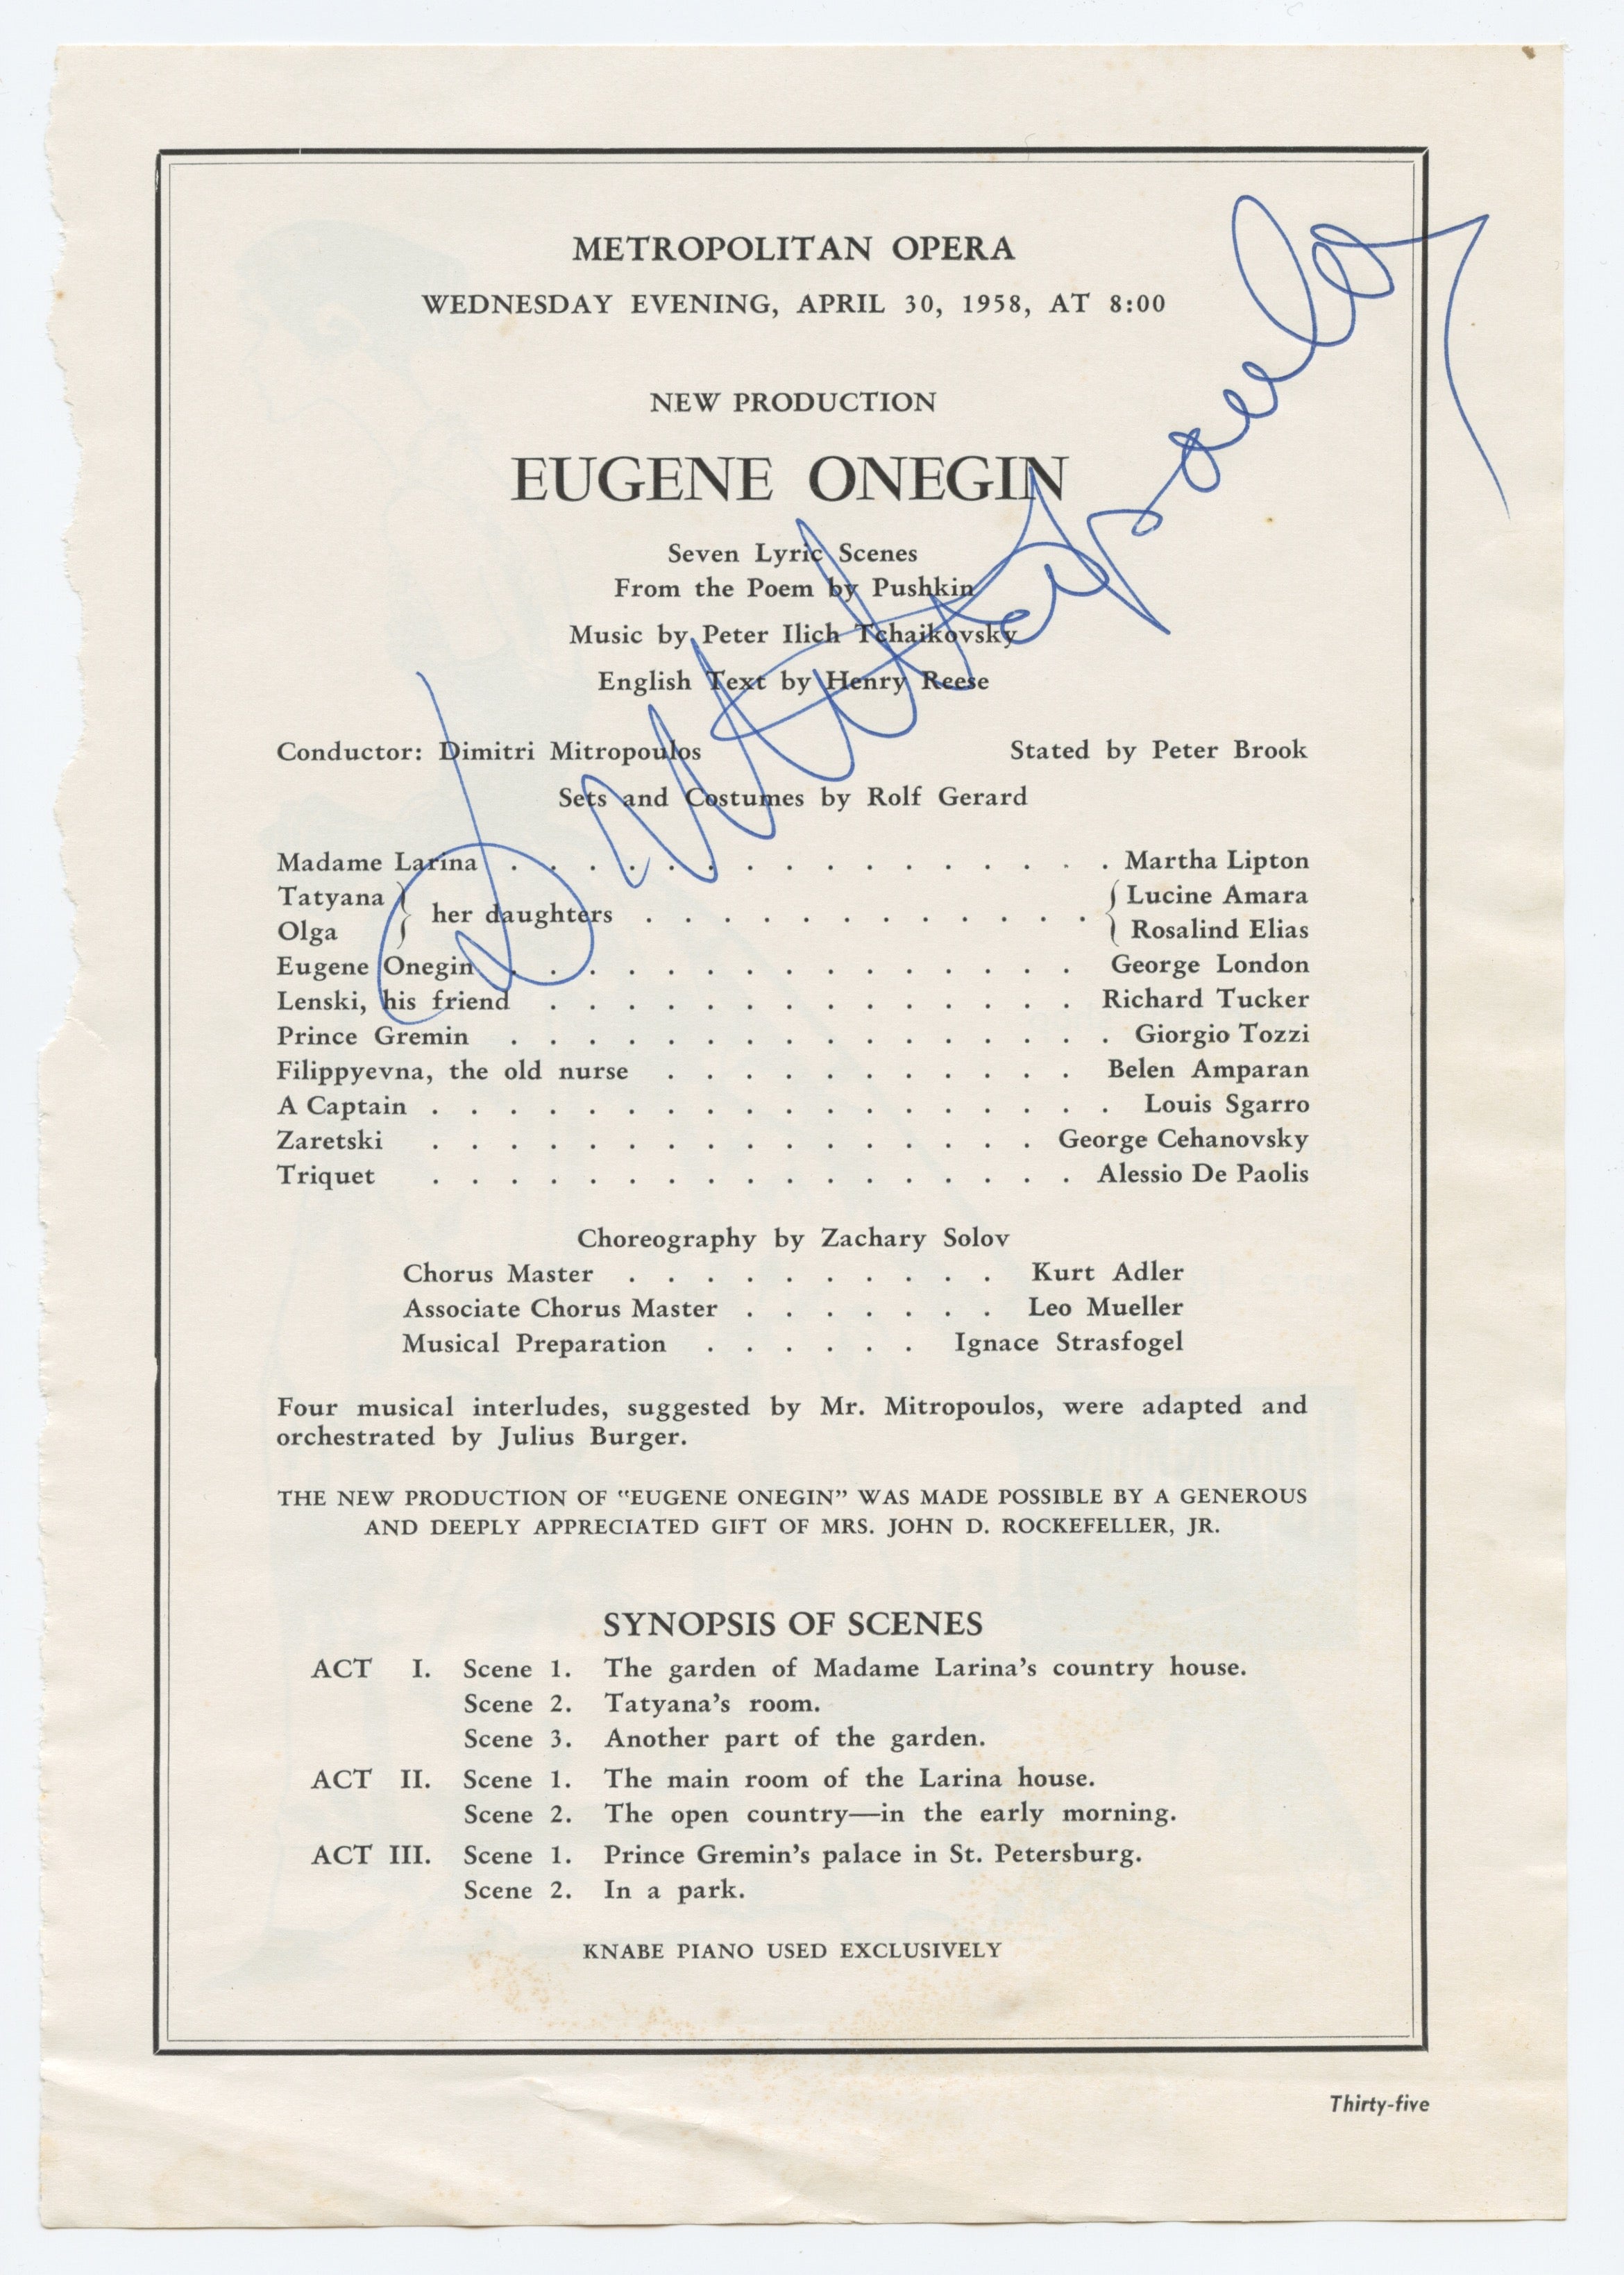 METROPOLITAN OPERA
WEDNESDAY EVENING, APRIL 30, 1958, AT 8:00
NEW PRODUCTION
EUGENE ONEGIN
Seven Lyric Scenes
From the Poem by Pushkin
Music by Peter Ilich Tchaikovsky
English Text by Henry Reese
Conductor: Dimitri Mitropoulos Stated by Peter Brook
Sets and Costumes by Rolf Gerard
Madame Larina . . . . . . . . . . . . . . . . Martha Lipton
Tatyana } her daughters . . . . . . . . . . . . { Lucine Amara
Olga Rosalind Elias
Eugene Onegin . . . . . . . . . . . . . . . George London
Lenski, his friend . . . . . . . . . . . . . . Richard Tucker
Prince Gremin . . . . . . . . . . . . . . . . Giorgio Tozzi
Filippyevna, the old nurse . . . . . . . . . . . Belen Amparan
A Captain . . . . . . . . . . . . . . . . . . Louis Sgarro
Zaretski . . . . . . . . . . . . . . . . George Cehanovsky
Triquet . . . . . . . . . . . . . . . . . Alessio De Paolis
Choreography by Zachary Solov
Chorus Master . . . . . . . . . . Kurt Adler
Associate Chorus Master . . . . . . . Leo Mueller
Musical Preparation . . . . . . Ignace Strasfogel
Four musical interludes, suggested by Mr. Mitropoulos, were adapted and
orchestrated by Julius Burger.
THE NEW PRODUCTION OF "EUGENE ONEGIN" WAS MADE POSSIBLE BY A GENEROUS
AND DEEPLY APPRECIATED GIFT OF MRS. JOHN D. ROCKEFELLER, JR.
SYNOPSIS OF SCENES
ACT I. Scene 1. The garden of Madame Larina's country house.
Scene 2. Tatyana's room.
Scene 3. Another part of the garden.
ACT II. Scene 1. The main room of the Larina house.
Scene 2. The open country—in the early morning.
ACT III. Scene 1. Prince Gremin's palace in St. Petersburg.
Scene 2. In a park.
KNABE PIANO USED EXCLUSIVELY
Thirty-five